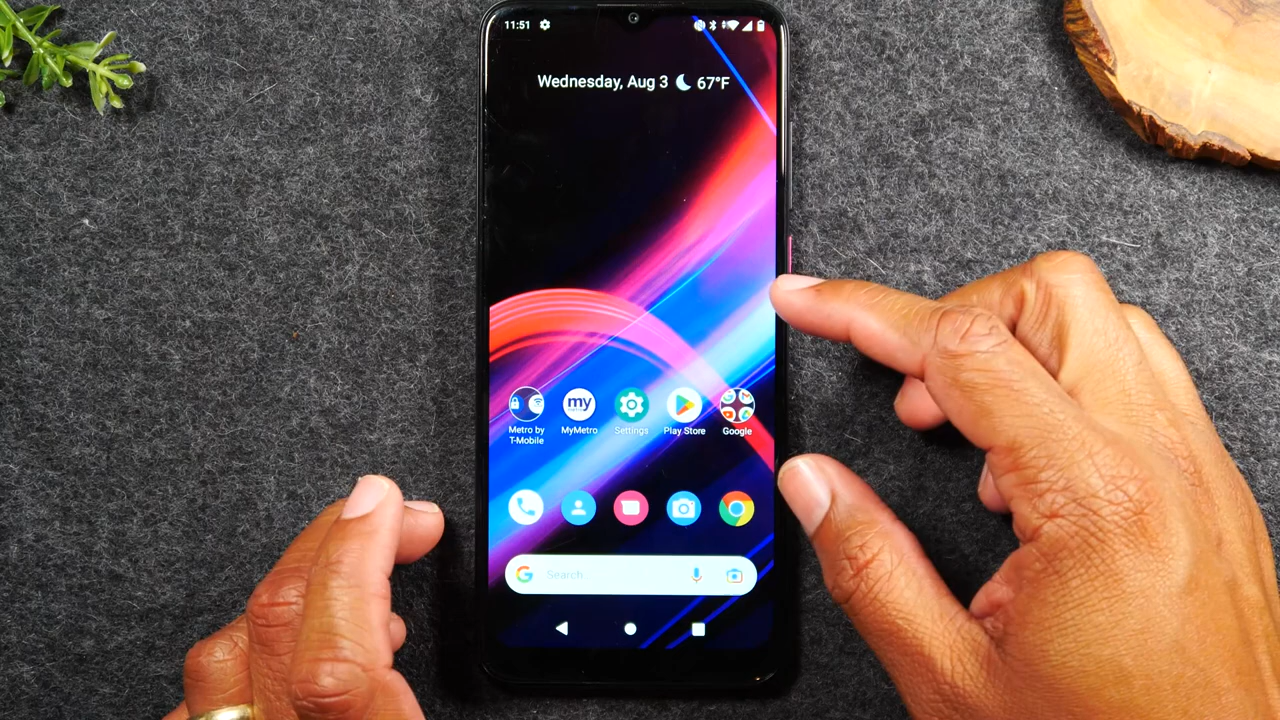 11:51
Wednesday, Aug 3 67°F
Metro by
T-Mobile
MyMetro
Settings
Play Store
Google
my
Search...